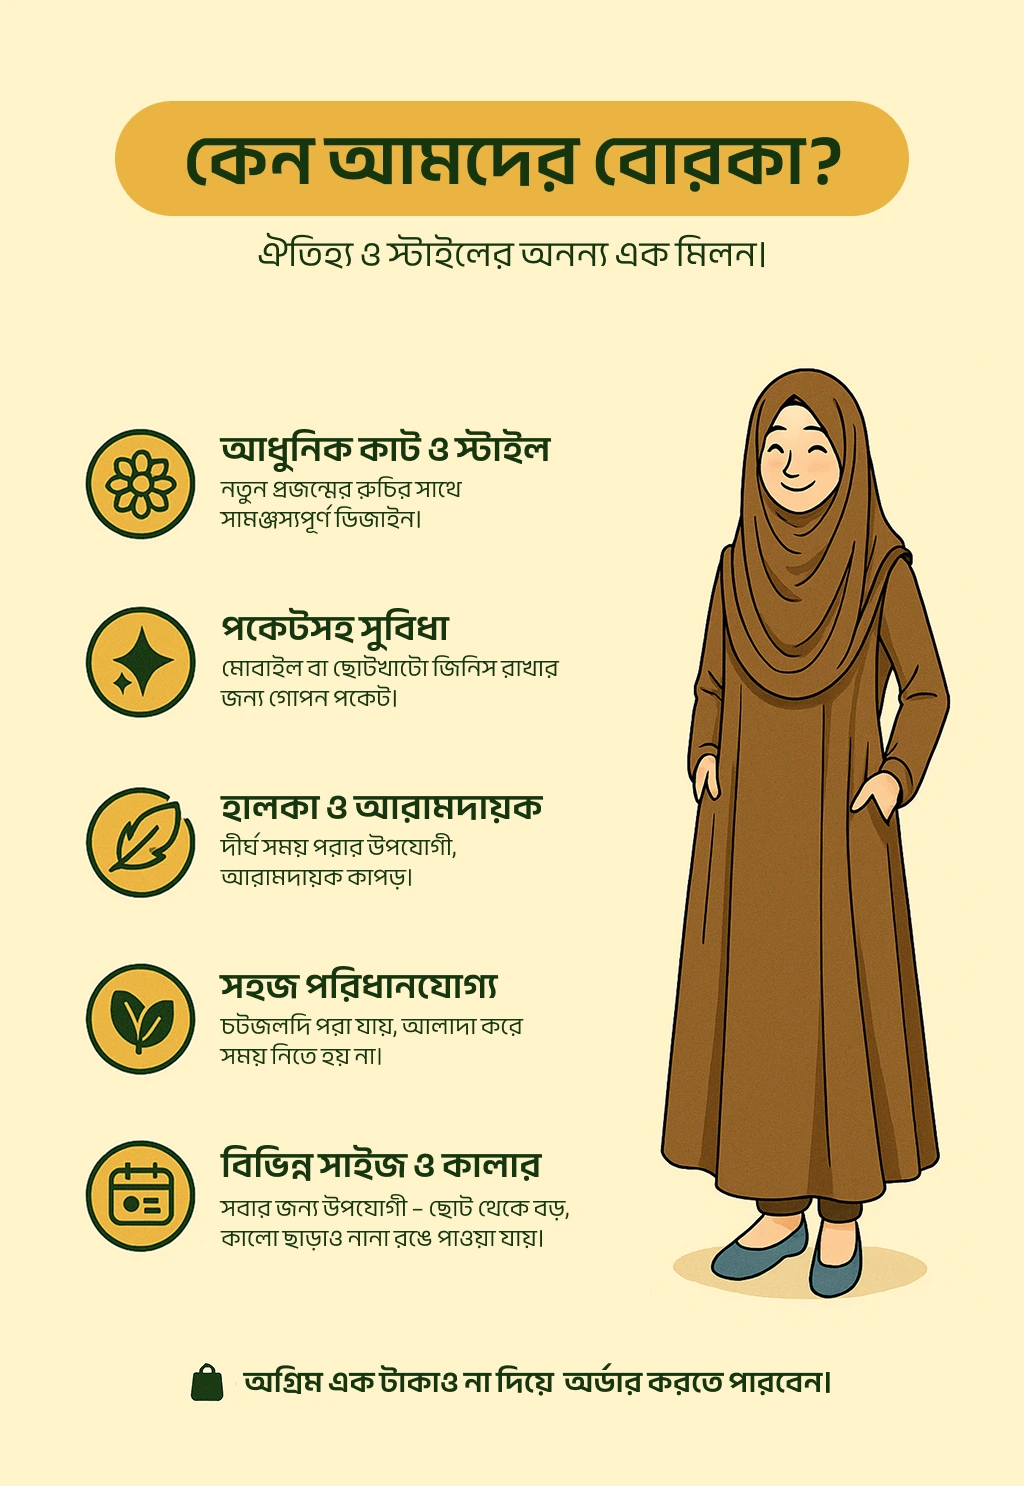 কেন আমদের বোরকা?
ঐতিহ্য ও স্টাইলের অনন্য এক মিলন।
আধুনিক কাট ও স্টাইল
নতুন প্রজন্মের রুচির সাথে
সামঞ্জস্যপূর্ণ ডিজাইন।
পকেটসহ সুবিধা
মোবাইল বা ছোটখাটো জিনিস রাখার
জন্য গোপন পকেট।
হালকা ও আরামদায়ক
দীর্ঘ সময় পরার উপযোগী,
আরামদায়ক কাপড়।
সহজ পরিধানযোগ্য
চটজলদি পরা যায়, আলাদা করে
সময় নিতে হয় না।
বিভিন্ন সাইজ ও কালার
সবার জন্য উপযোগী – ছোট থেকে বড়,
কালো ছাড়াও নানা রঙে পাওয়া যায়।
অগ্রিম এক টাকাও না দিয়ে অর্ডার করতে পারবেন।